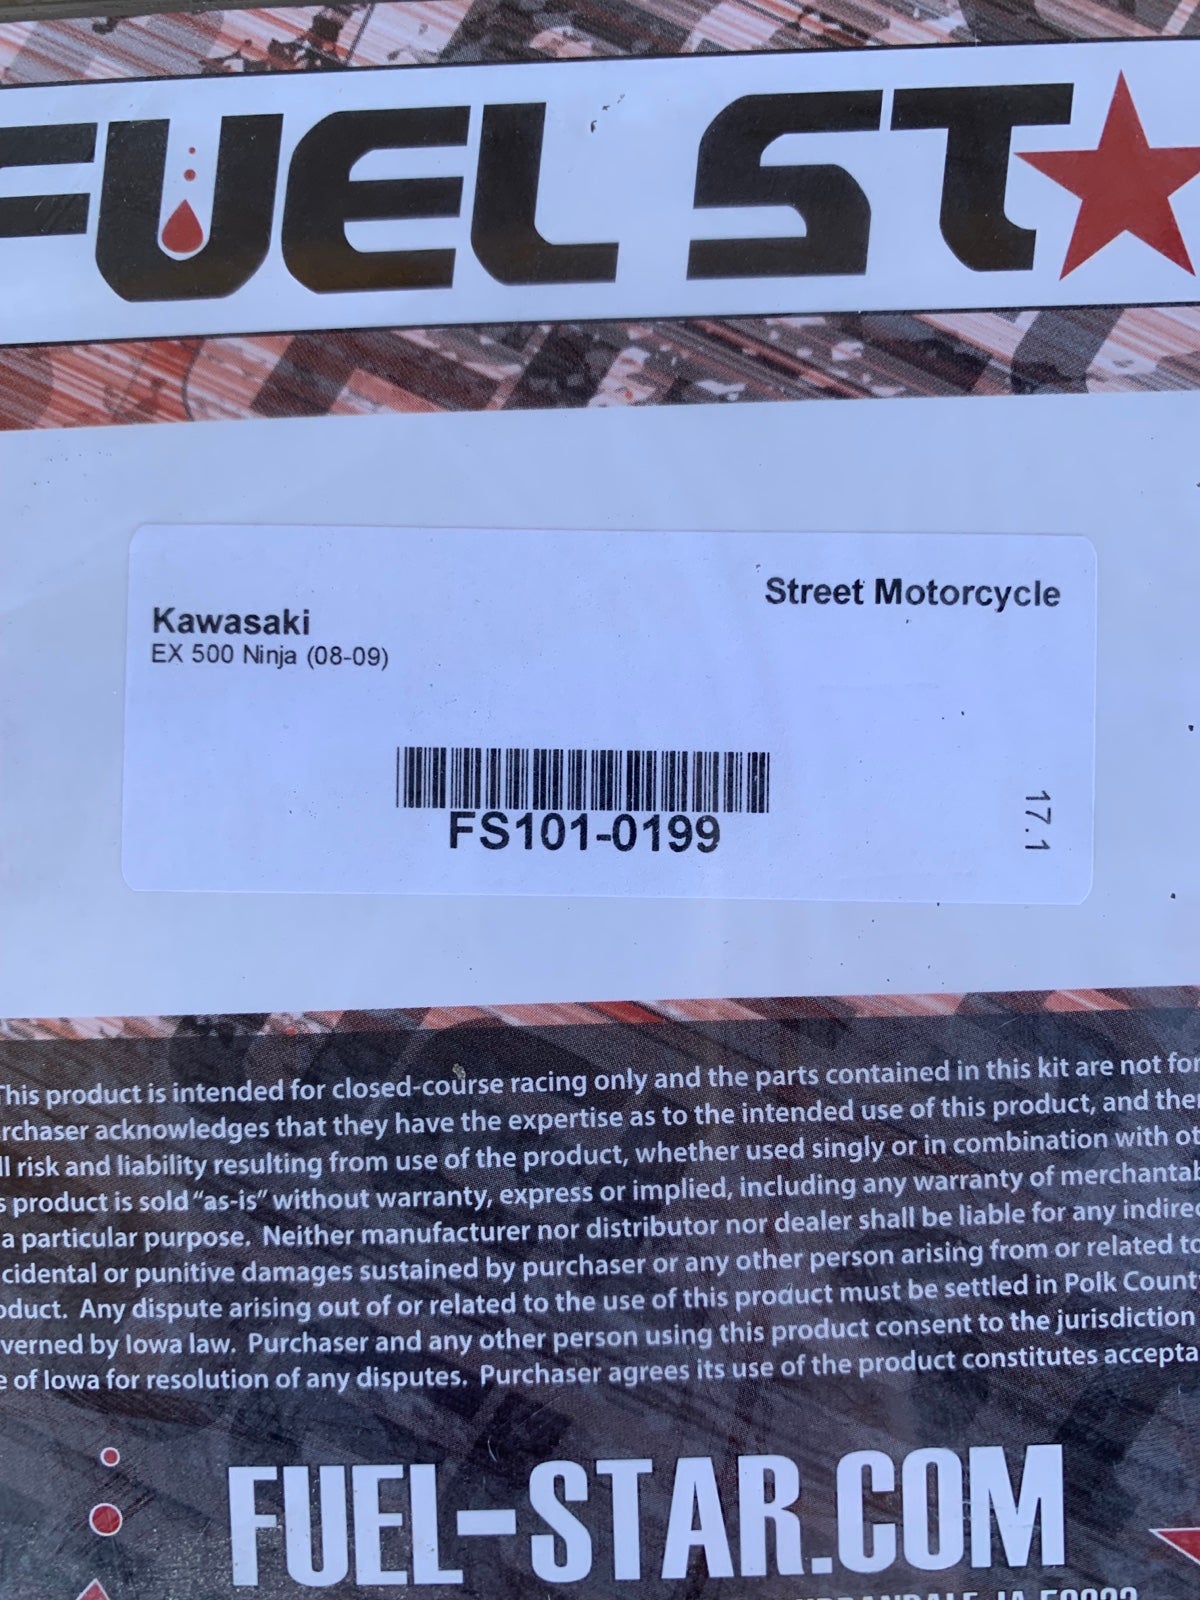 FUEL ST★
Street Motorcycle
Kawasaki
EX 500 Ninja (08-09)
FS101-0199
17.1
This product is intended for closed-course racing only and the parts contained in this kit are not for
rchaser acknowledges that they have the expertise as to the intended use of this product, and ther
ll risk and liability resulting from use of the product, whether used singly or in combination with ot
s product is sold “as-is” without warranty, express or implied, including any warranty of merchantal
a particular purpose. Neither manufacturer nor distributor nor dealer shall be liable for any indirec
cidental or punitive damages sustained by purchaser or any other person arising from or related to
oduct. Any dispute arising out of or related to the use of this product must be settled in Polk Count
verned by Iowa law. Purchaser and any other person using this product consent to the jurisdiction
e of Iowa for resolution of any disputes. Purchaser agrees its use of the product constitutes accepta
FUEL-STAR.COM